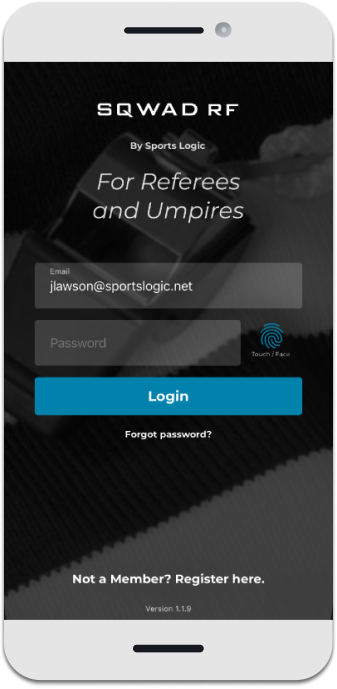 SQWAD RF
By Sports Logic
For Referees
and Umpires
Email
jlawson@sportslogic.net
Password
Touch / Face
Login
Forgot password?
Not a Member? Register here.
Version 1.1.9